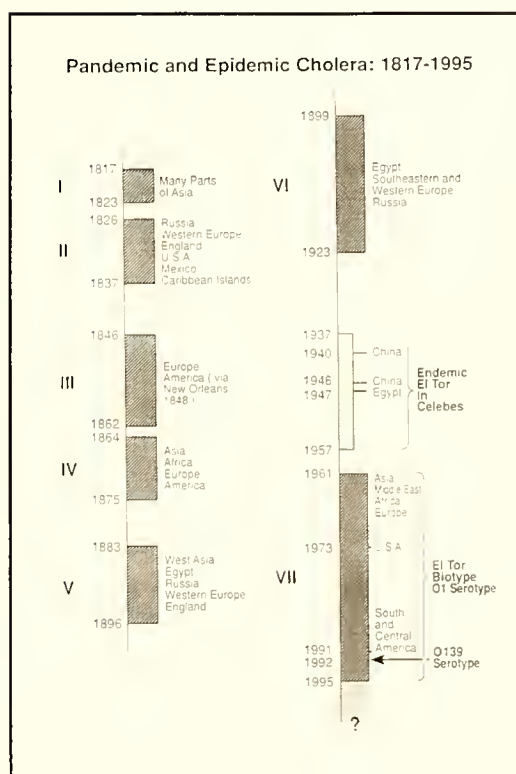 Pandemic and Epidemic Cholera: 1817-1995
I
1817
1823
Many Parts
of Asia
II
1826
1837
Russia
Western Europe
England
U.S.A
Mexico
Caribbean Islands
III
1846
1862
Europe
America ( via
New Orleans
1848 )
IV
1864
1875
Asia
Africa
Europe
America
V
1883
1896
West Asia
Egypt
Russia
Western Europe
England
VI
1899
1923
Egypt
Southeastern and
Western Europe
Russia
1937
1940
China
1946
China
1947
Egypt
1957
Endemic
El Tor
In
Celebes
VII
1961
Asia
Middle East
Africa
Europe
1973
U.S.A
South
and
Central
America
1991
1992
1995
El Tor
Biotype
O1 Serotype
O139
Serotype
?